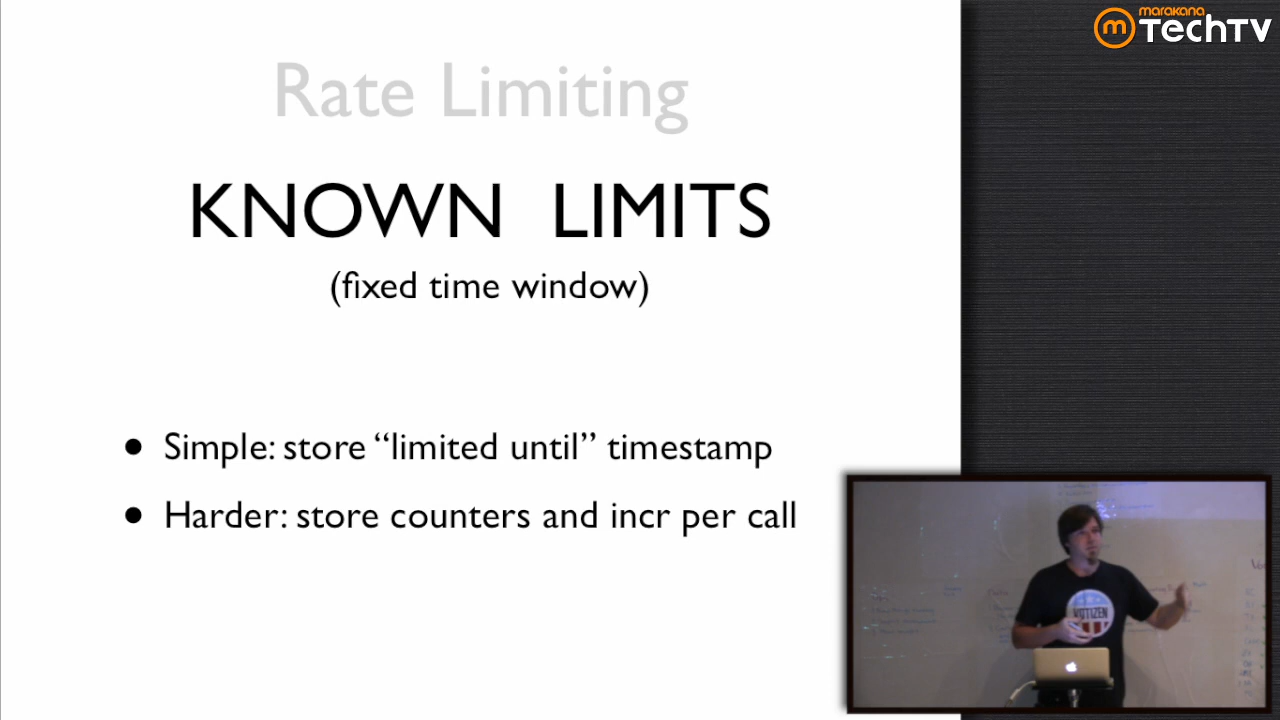 marakana
m TechTV
Rate Limiting
KNOWN LIMITS
(fixed time window)
• Simple: store “limited until” timestamp
• Harder: store counters and incr per call
VOTIZEN